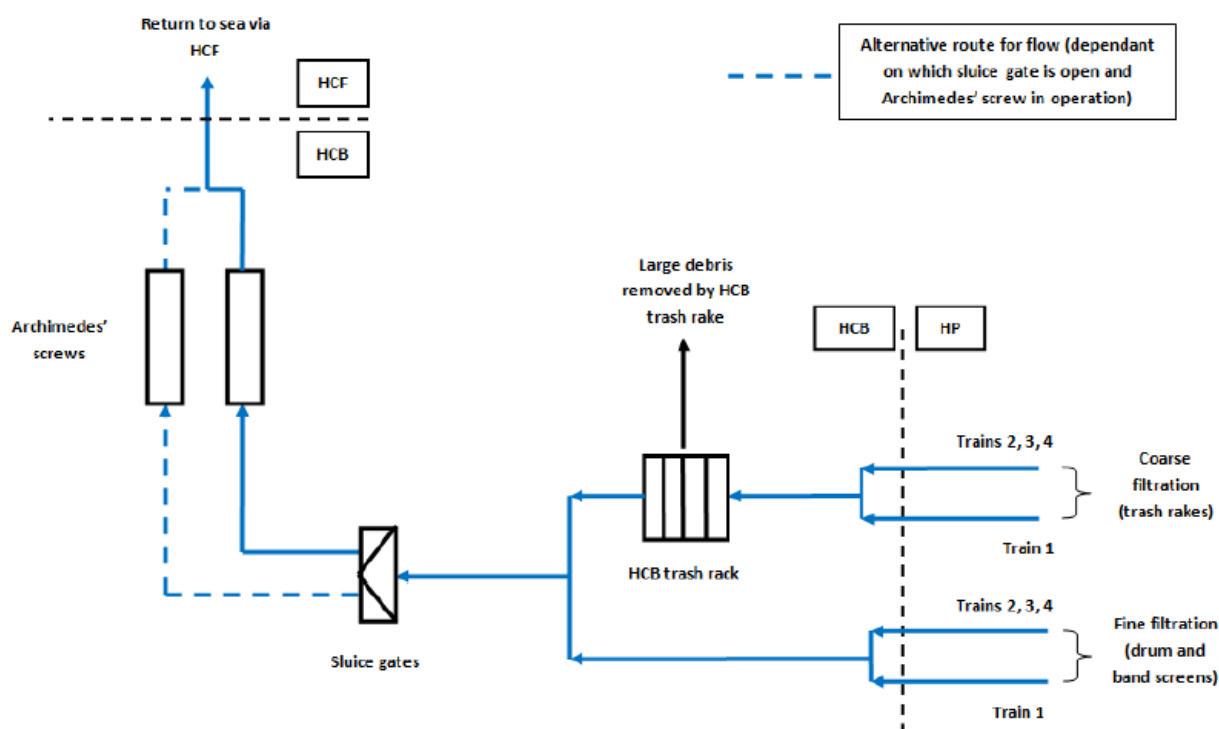 Return to sea via
HCF
HCF
HCB
Alternative route for flow (dependant
on which sluice gate is open and
Archimedes' screw in operation)
Archimedes'
screws
Large debris
removed by HCB
trash rake
HCB
HP
Trains 2, 3, 4
Coarse
filtration
(trash rakes)
Train 1
HCB trash rack
Trains 2, 3, 4
Fine filtration
(drum and
band screens)
Train 1
Sluice gates